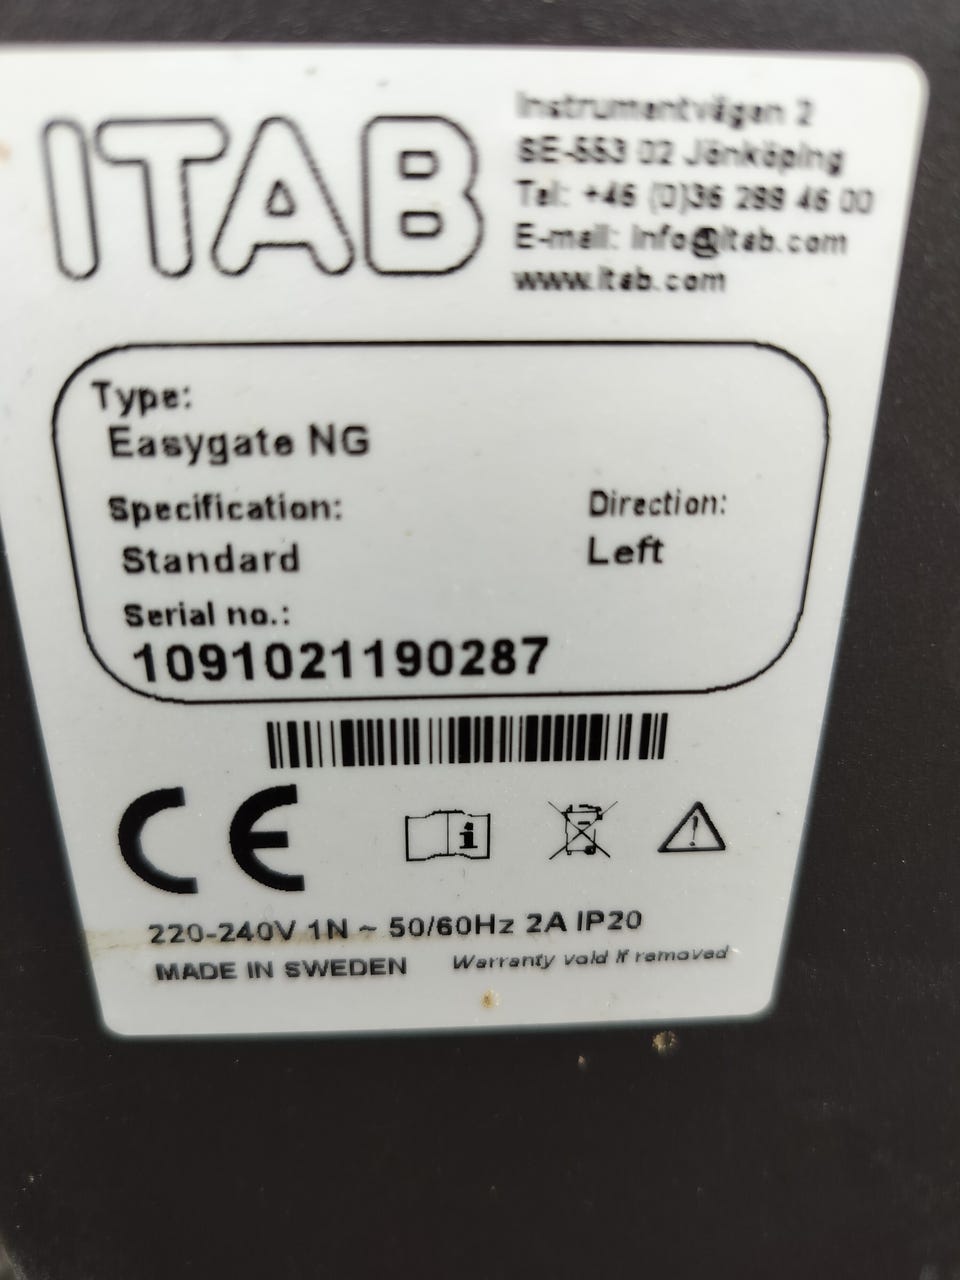 ITAB
Instrumentvägen 2
SE-553 02 Jönköping
Tel: +46 (0)36 299 46 00
E-mail: info@itab.com
www.itab.com
Type:
Easygate NG
Specification:
Direction:
Standard
Left
Serial no.:
1091021190287
CE
220-240V 1N ~ 50/60Hz 2A IP20
MADE IN SWEDEN
Warranty void if removed